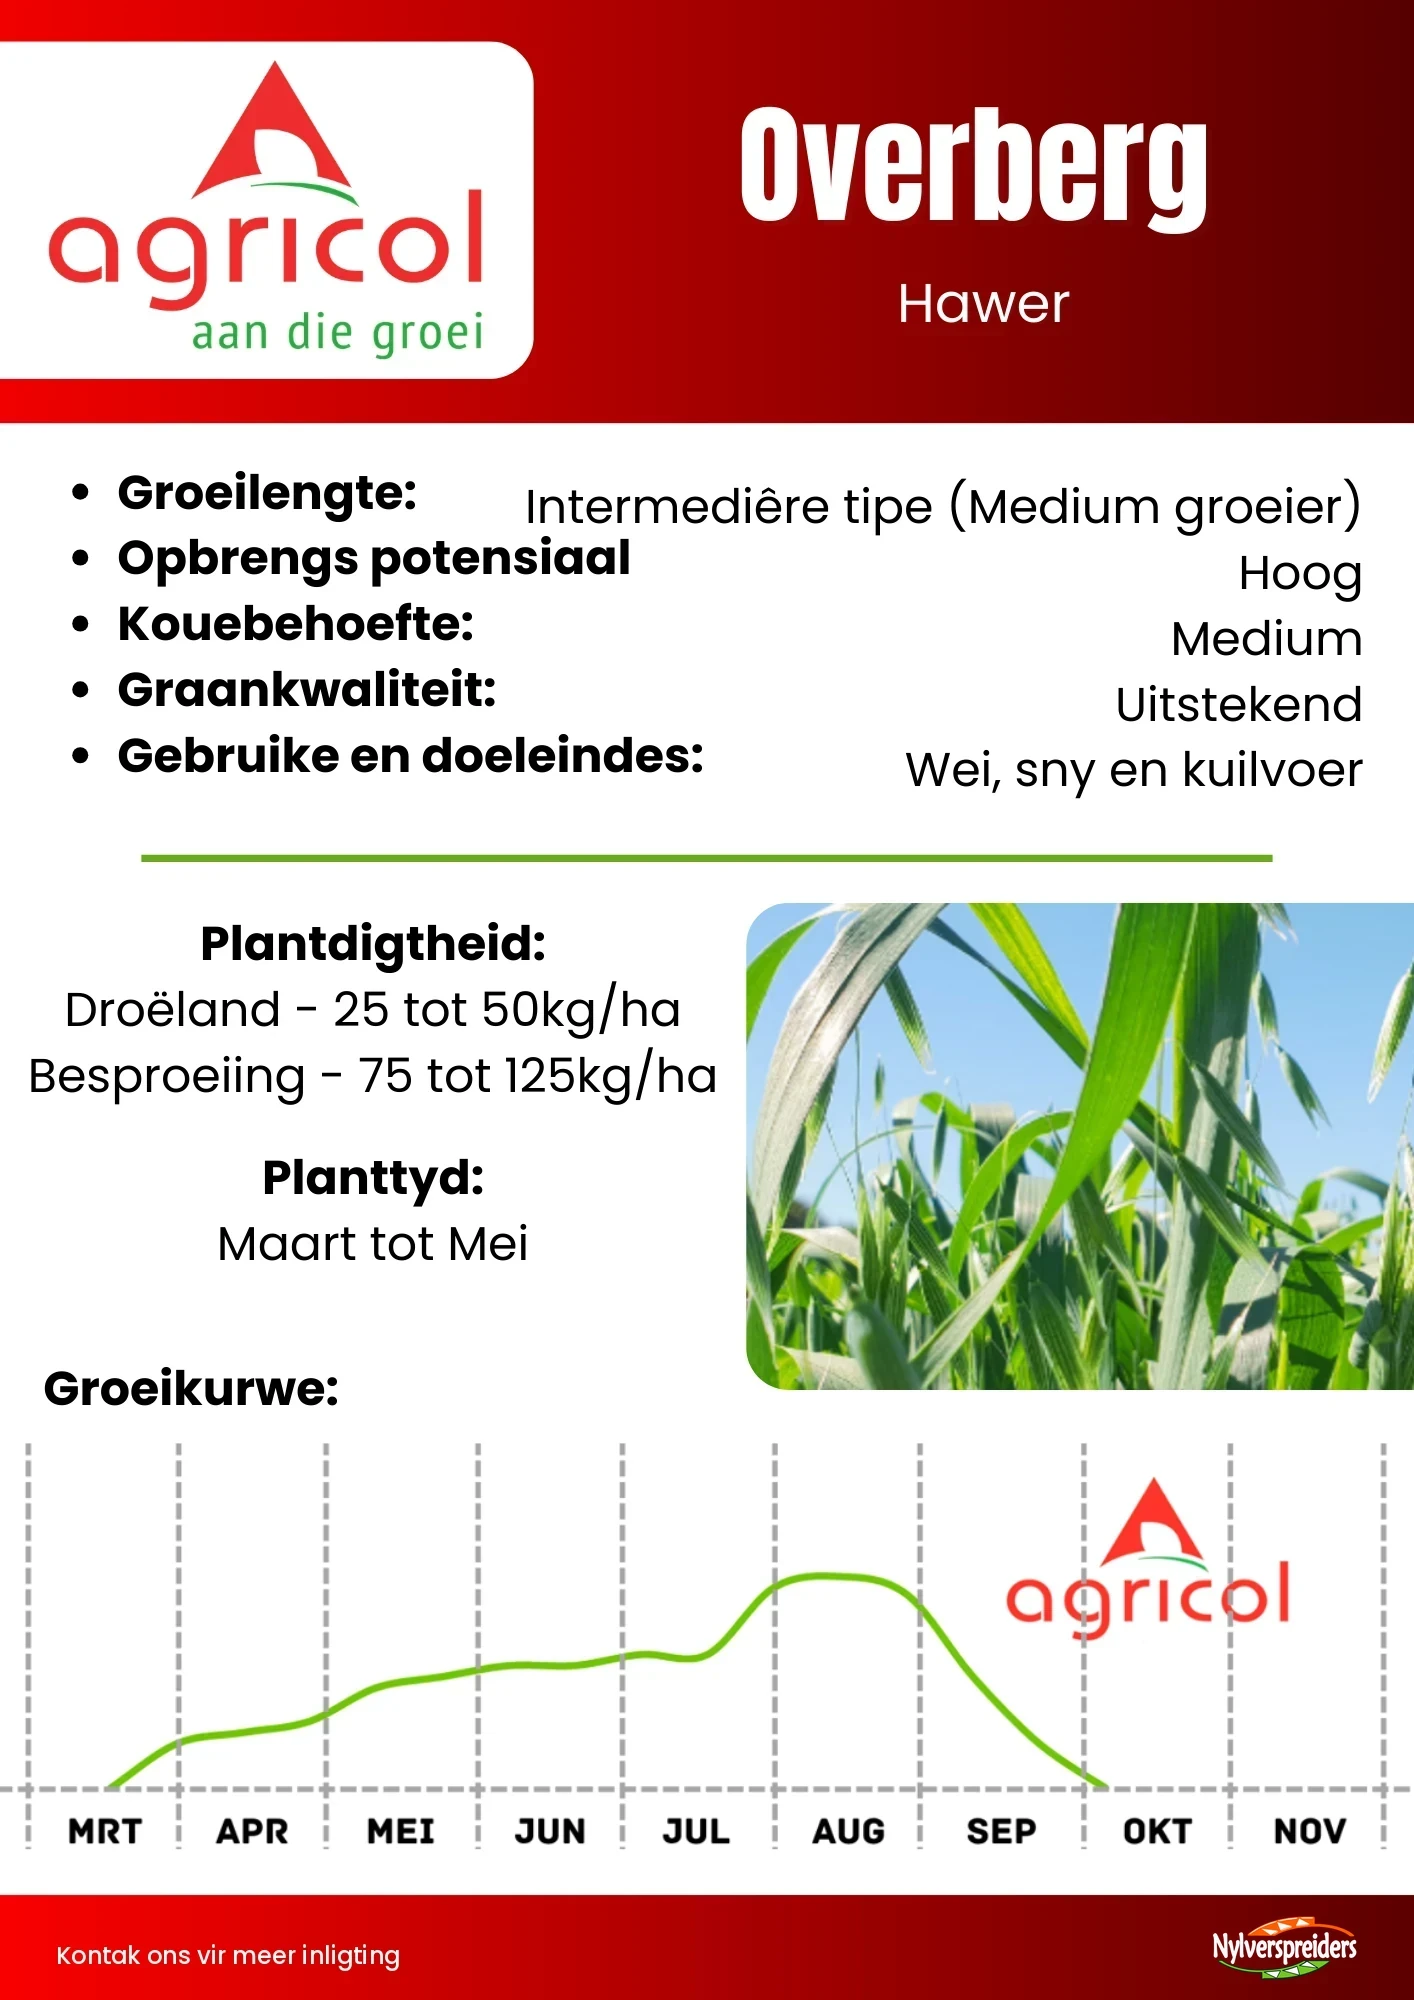 agricol
aan die groei
Overberg
Hawer
Groeilengte: Intermediêre tipe (Medium groeier)
Opbrengs potensiaal Hoog
Kouebehoefte: Medium
Graankwaliteit: Uitstekend
Gebruike en doeleindes: Wei, sny en kuilvoer
Plantdigtheid:
Droëland - 25 tot 50kg/ha
Besproeiing - 75 tot 125kg/ha
Planttyd:
Maart tot Mei
Groeikurwe:
agricol
MRT APR MEI JUN JUL AUG SEP OKT NOV
Kontak ons vir meer inligting
Nylverspreiders